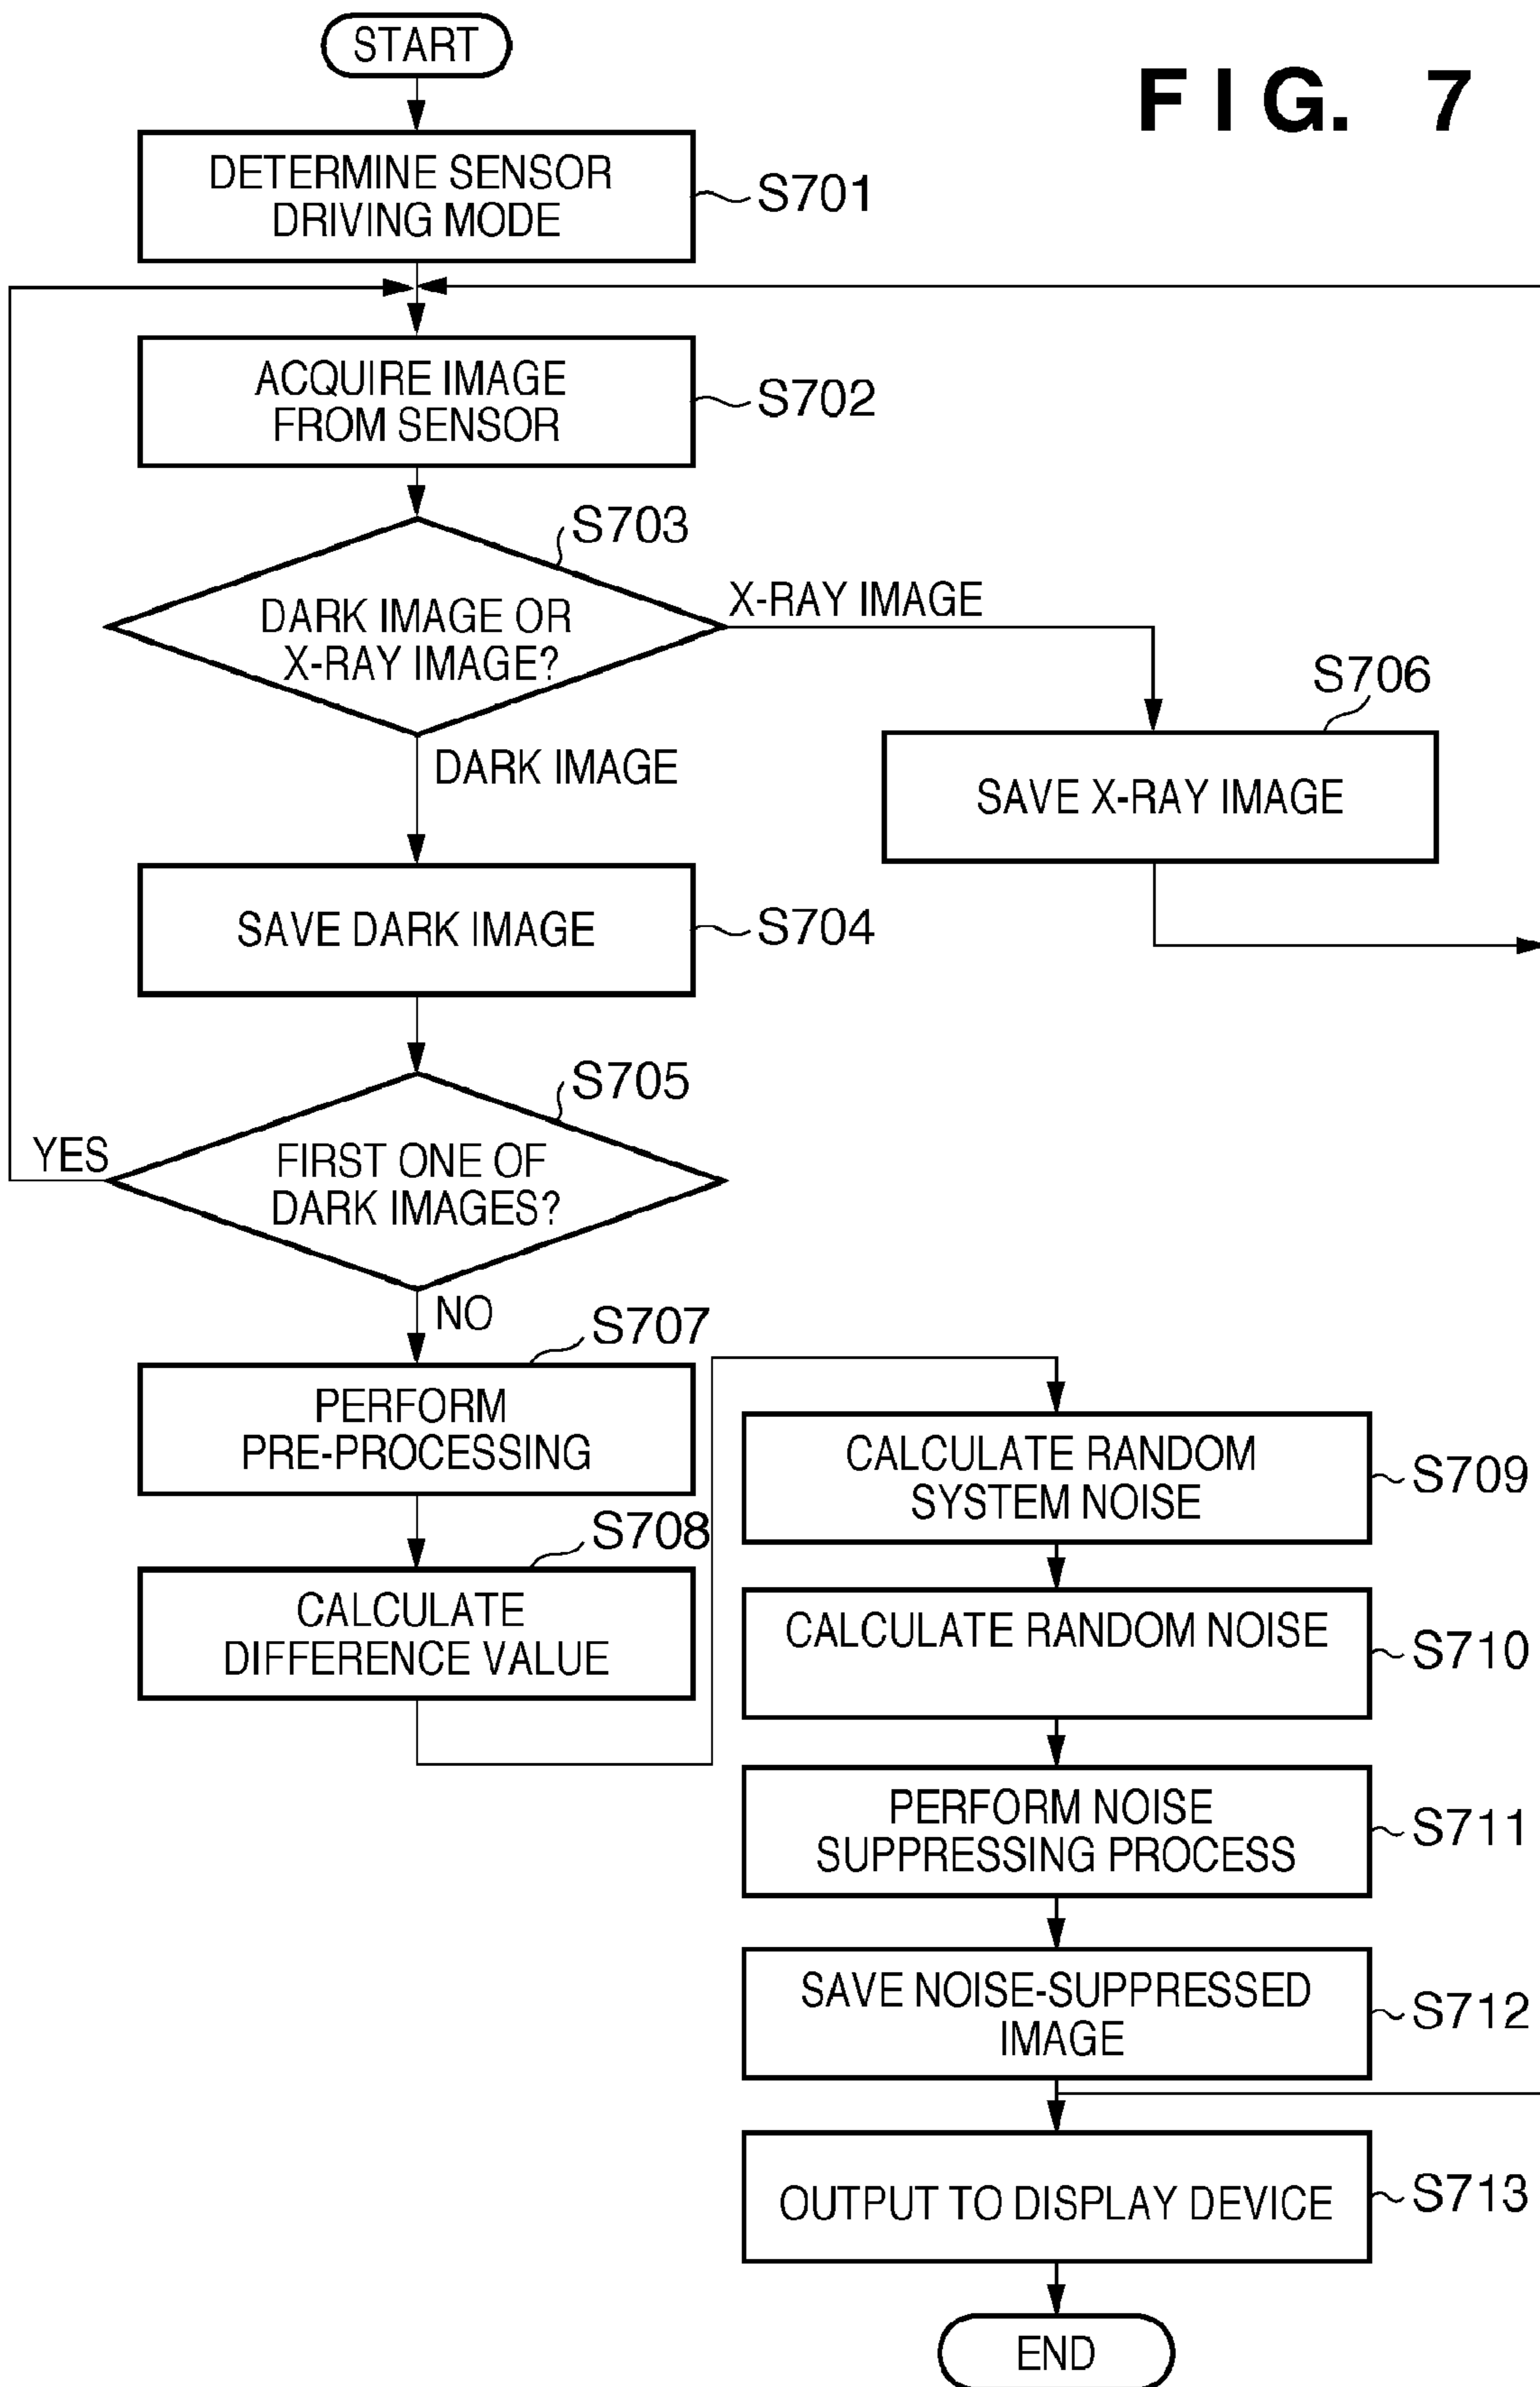 START
FIG. 7
DETERMINE SENSOR
DRIVING MODE
S701
ACQUIRE IMAGE
FROM SENSOR
S702
S703
DARK IMAGE OR
X-RAY IMAGE?
X-RAY IMAGE
DARK IMAGE
S706
SAVE X-RAY IMAGE
SAVE DARK IMAGE
S704
S705
FIRST ONE OF
DARK IMAGES?
YES
NO
S707
PERFORM
PRE-PROCESSING
S708
CALCULATE
DIFFERENCE VALUE
CALCULATE RANDOM
SYSTEM NOISE
S709
CALCULATE RANDOM NOISE
S710
PERFORM NOISE
SUPPRESSING PROCESS
S711
SAVE NOISE-SUPPRESSED
IMAGE
S712
OUTPUT TO DISPLAY DEVICE
S713
END